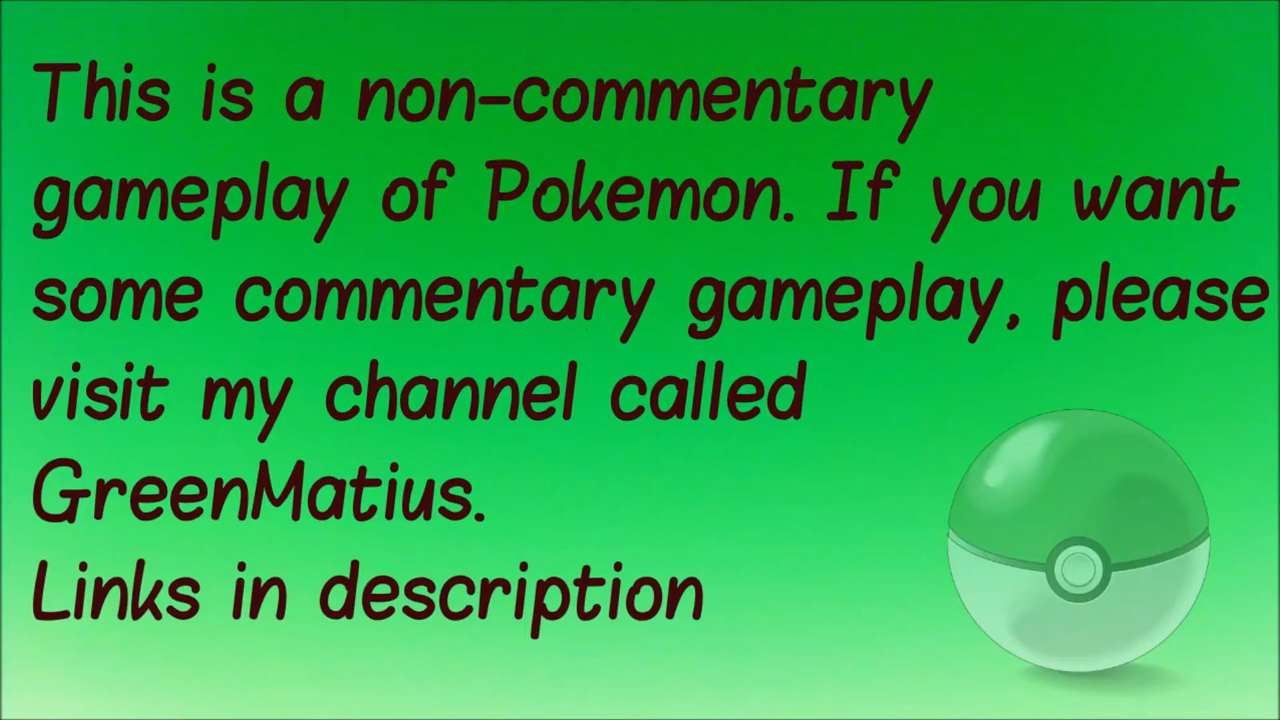 This is a non-commentary
gameplay of Pokemon. If you want
some commentary gameplay, please
visit my channel called
GreenMatius.
Links in description